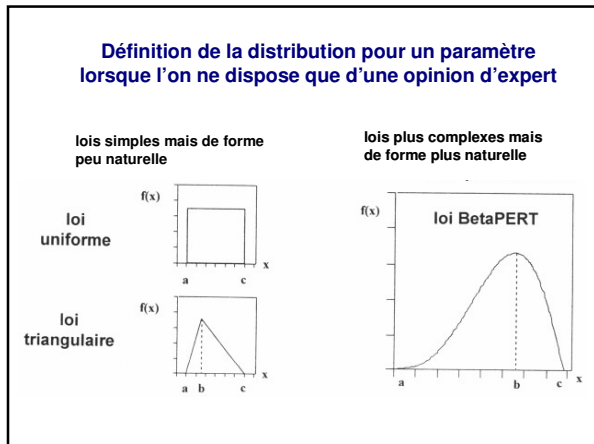 Définition de la distribution pour un paramètre
lorsque l'on ne dispose que d'une opinion d'expert
lois simples mais de forme
peu naturelle
lois plus complexes mais
de forme plus naturelle
loi
uniforme
f(x)
x
a
c
loi
triangulaire
f(x)
x
a
b
c
f(x)
loi BetaPERT
a
b
c
x